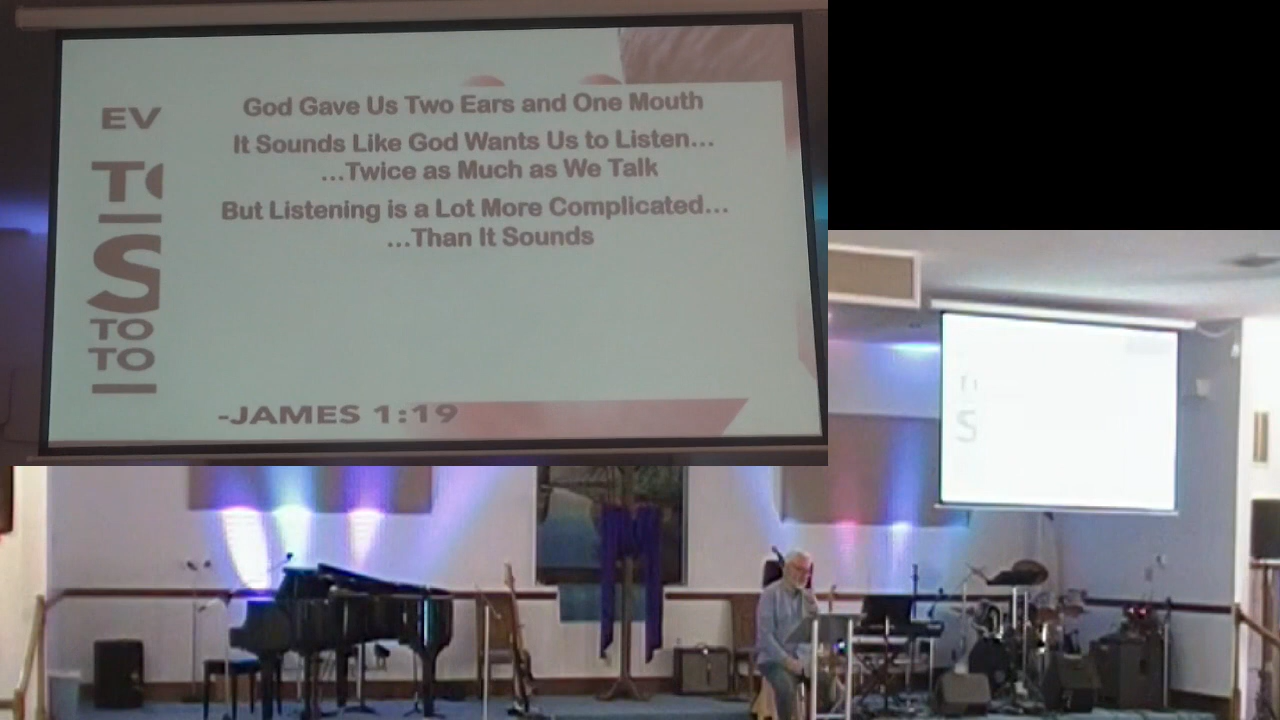 God Gave Us Two Ears and One Mouth
It Sounds Like God Wants Us to Listen...
...Twice as Much as We Talk
But Listening is a Lot More Complicated...
...Than It Sounds
EV
TO
S
TO
TO
-JAMES 1:19